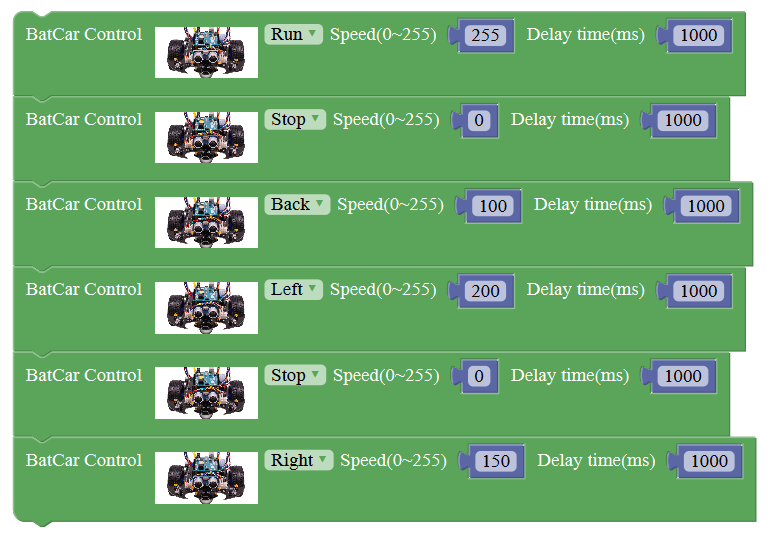 BatCar Control Run Speed(0~255) 255 Delay time(ms) 1000
BatCar Control Stop Speed(0~255) 0 Delay time(ms) 1000
BatCar Control Back Speed(0~255) 100 Delay time(ms) 1000
BatCar Control Left Speed(0~255) 200 Delay time(ms) 1000
BatCar Control Stop Speed(0~255) 0 Delay time(ms) 1000
BatCar Control Right Speed(0~255) 150 Delay time(ms) 1000